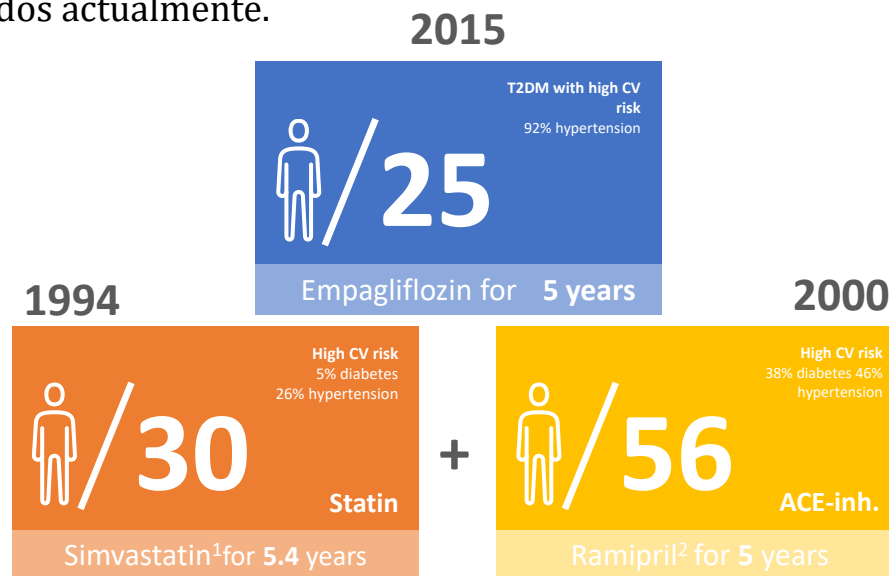 dos actualmente.
2015
T2DM with high CV
risk
92% hypertension
/25
Empagliflozin for 5 years
1994
2000
High CV risk
5% diabetes
26% hypertension
/30
Statin
Simvastatin¹for 5.4 years
+
High CV risk
38% diabetes 46%
hypertension
/56
ACE-inh.
Ramipril² for 5 years